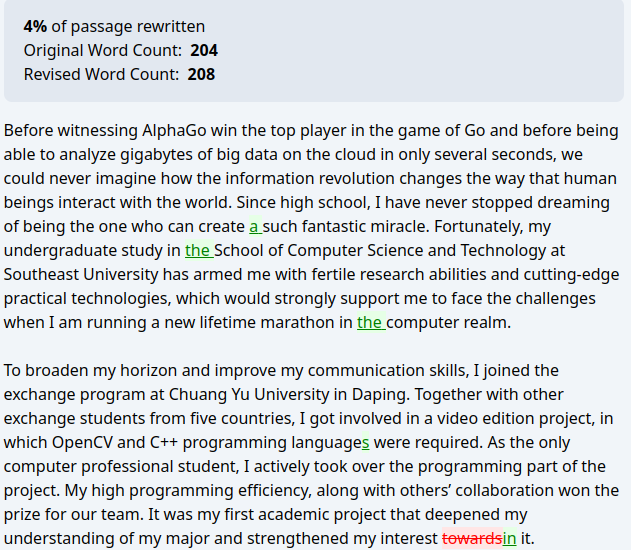 4% of passage rewritten
Original Word Count: 204
Revised Word Count: 208
Before witnessing AlphaGo win the top player in the game of Go and before being
able to analyze gigabytes of big data on the cloud in only several seconds, we
could never imagine how the information revolution changes the way that human
beings interact with the world. Since high school, I have never stopped dreaming
of being the one who can create a such fantastic miracle. Fortunately, my
undergraduate study in the School of Computer Science and Technology at
Southeast University has armed me with fertile research abilities and cutting-edge
practical technologies, which would strongly support me to face the challenges
when I am running a new lifetime marathon in the computer realm.
To broaden my horizon and improve my communication skills, I joined the
exchange program at Chuang Yu University in Daping. Together with other
exchange students from five countries, I got involved in a video edition project, in
which OpenCV and C++ programming languages were required. As the only
computer professional student, I actively took over the programming part of the
project. My high programming efficiency, along with others’ collaboration won the
prize for our team. It was my first academic project that deepened my
understanding of my major and strengthened my interest towardsin it.